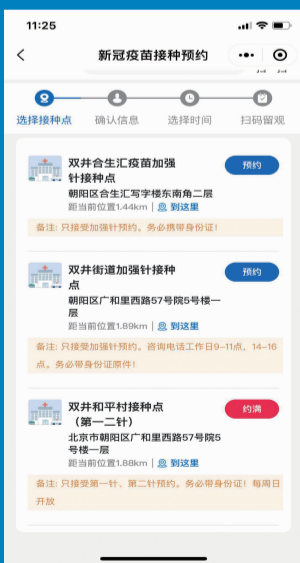 11:25
新冠疫苗接种预约
选择接种点 确认信息 选择时间 扫码留观
双井合生汇疫苗加强
针接种点
预约
朝阳区合生汇写字楼东南角二层
距当前位置1.44km | 到这里
备注: 只接受加强针预约。务必携带身份证！
双井街道加强针接种
点
预约
朝阳区广和里西路57号院5号楼一
层
距当前位置1.89km | 到这里
备注: 只接受加强针预约。咨询电话工作日9-11点，14-16
点。务必带身份证原件！
双井和平村接种点
（第一二针）
约满
北京市朝阳区广和里西路57号院5
号楼一层
距当前位置1.88km | 到这里
备注: 只接受第一针、第二针预约。务必带身份证！每周日
开放